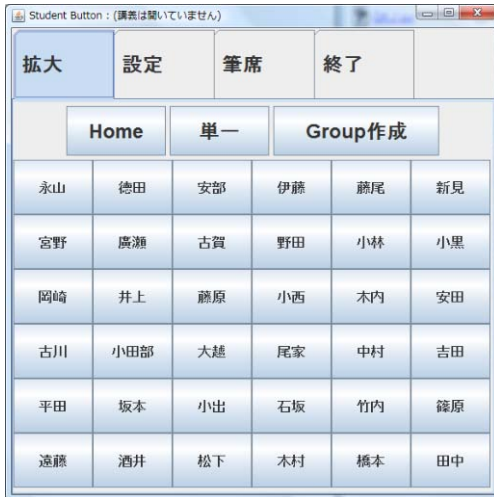 Student Button : (講義は開いていません)
拡大 設定 筆席 終了
Home 単一 Group作成
永山 徳田 安部 伊藤 藤尾 新見
宮野 廣瀬 古賀 野田 小林 小黒
岡崎 井上 藤原 小西 木内 安田
古川 小田部 大越 尾家 中村 吉田
平田 坂本 小出 石坂 竹内 篠原
遠藤 酒井 松下 木村 橋本 田中